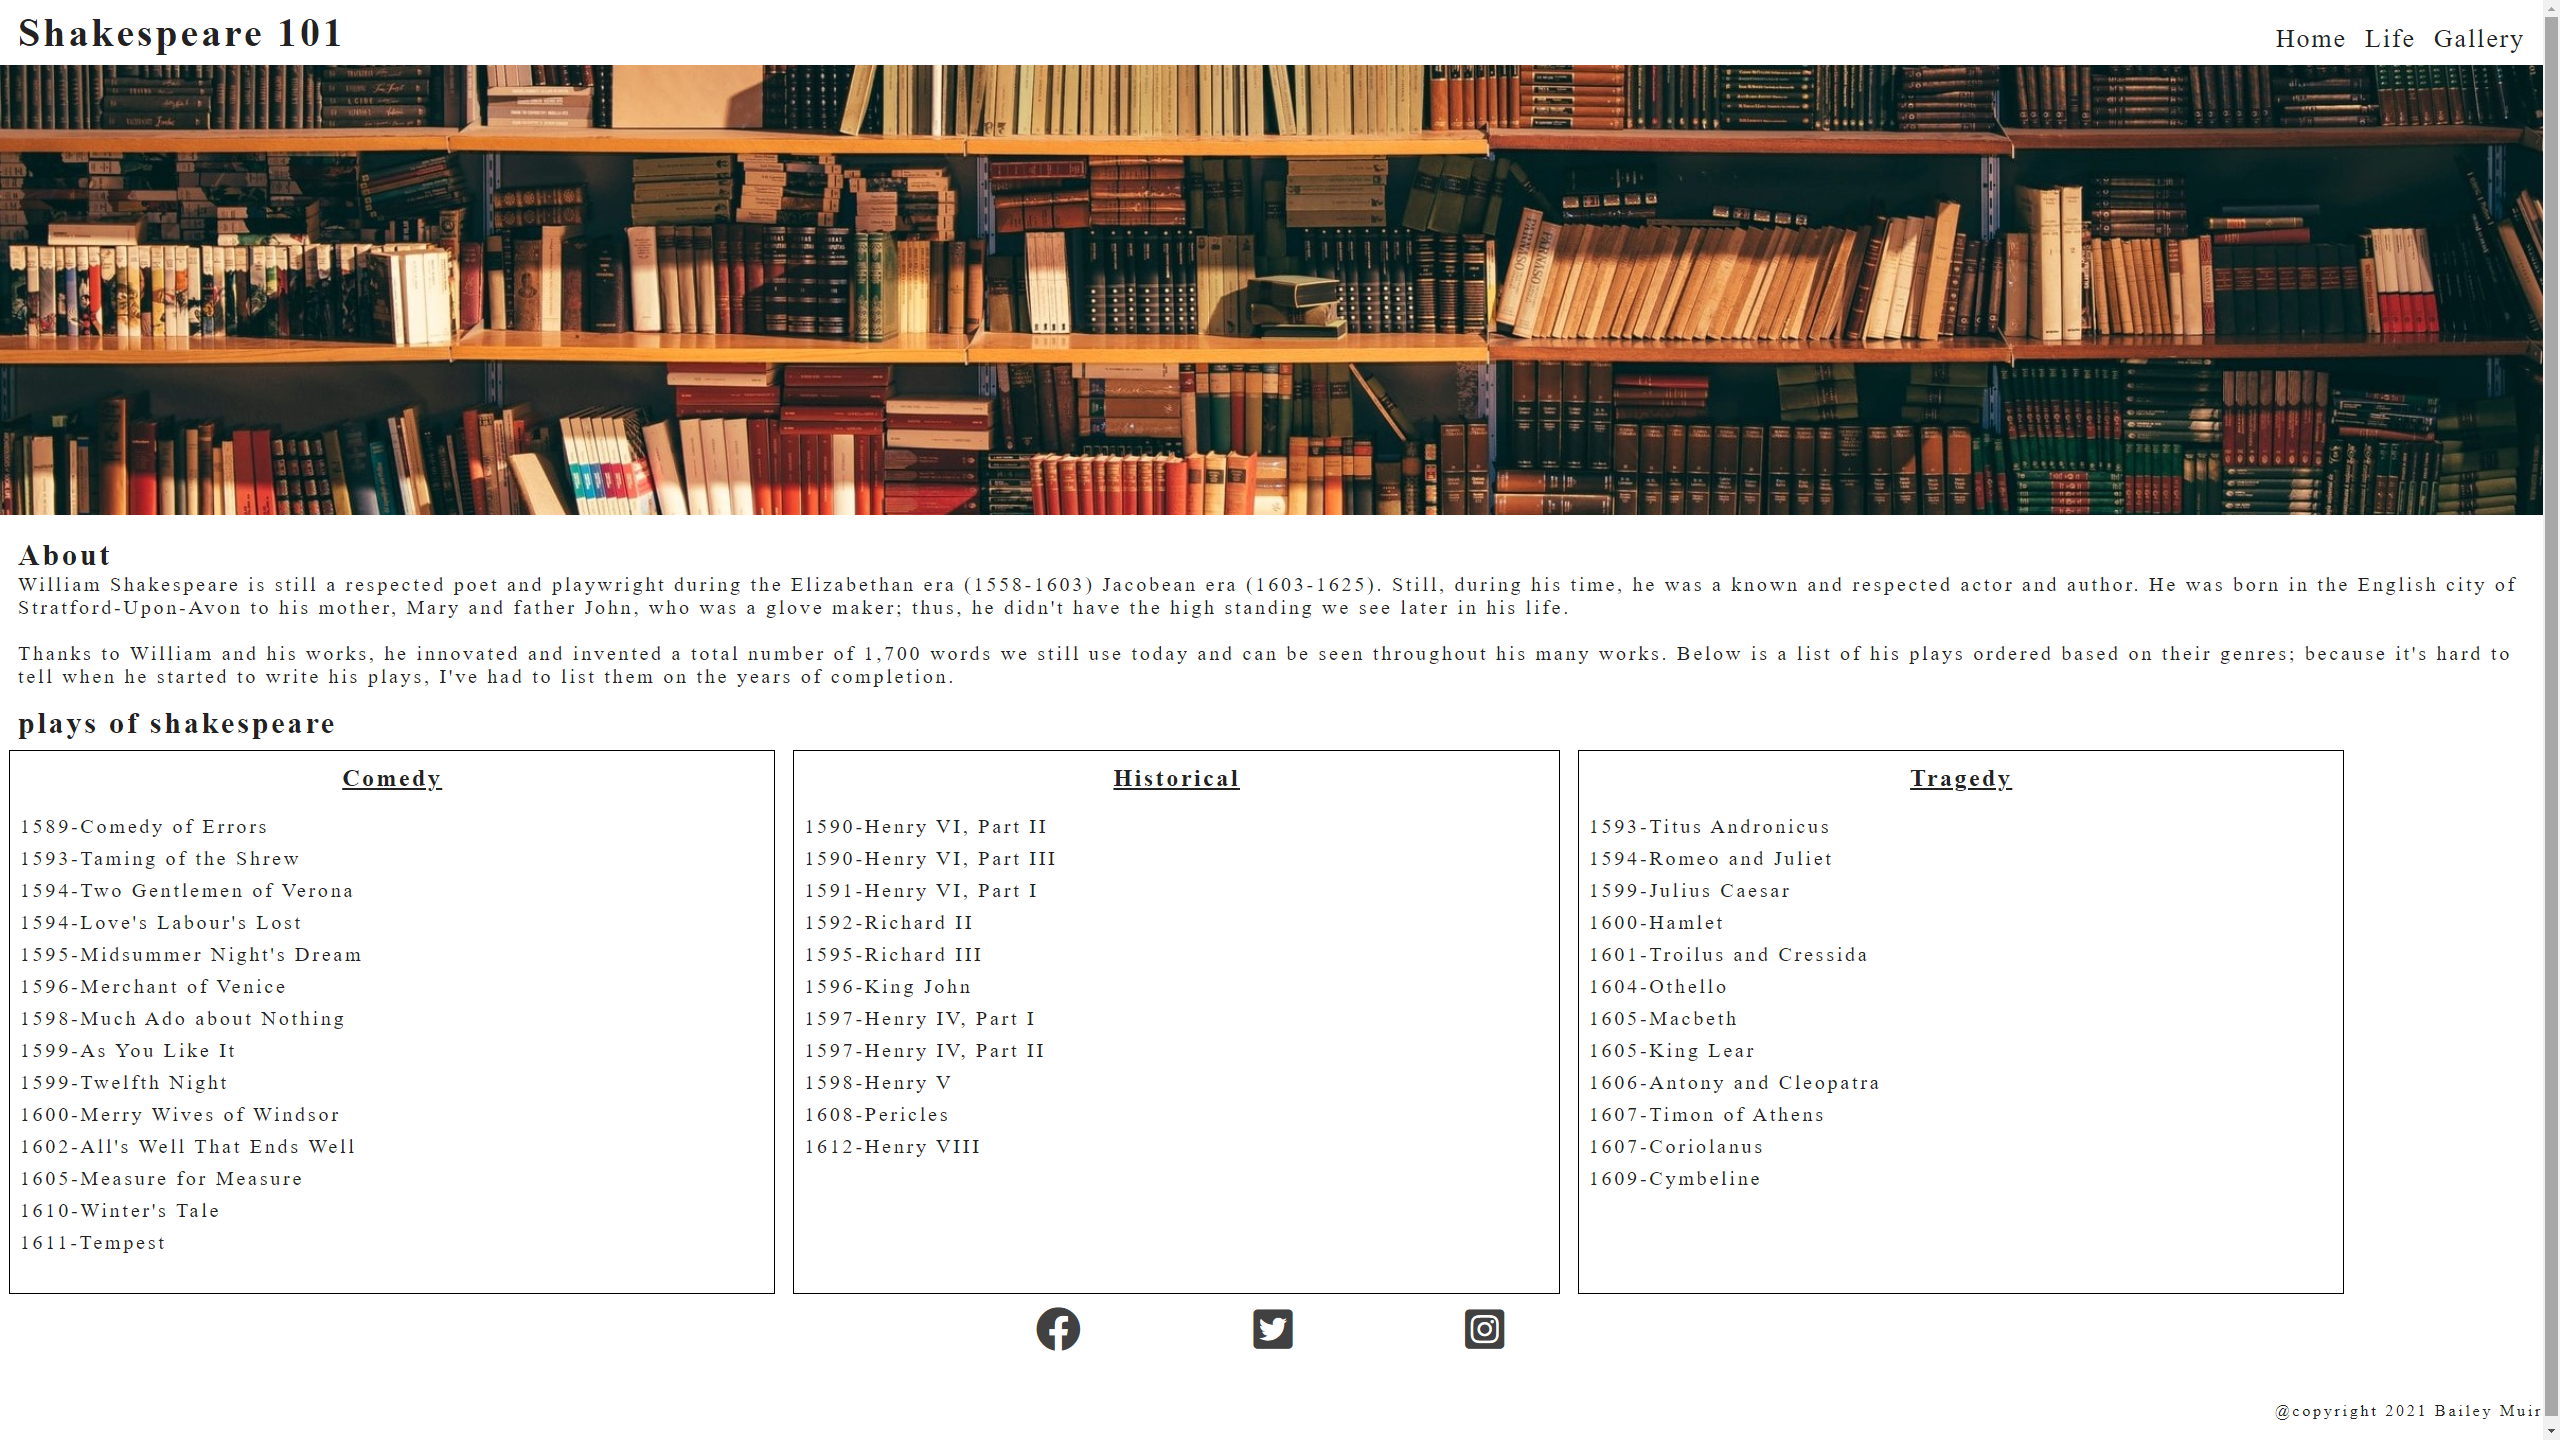 Shakespeare 101
Home Life Gallery
PARNASO
PARNASO
About
William Shakespeare is still a respected poet and playwright during the Elizabethan era (1558-1603) Jacobean era (1603-1625). Still, during his time, he was a known and respected actor and author. He was born in the English city of
Stratford-Upon-Avon to his mother, Mary and father John, who was a glove maker; thus, he didn't have the high standing we see later in his life.
Thanks to William and his works, he innovated and invented a total number of 1,700 words we still use today and can be seen throughout his many works. Below is a list of his plays ordered based on their genres; because it's hard to
tell when he started to write his plays, I've had to list them on the years of completion.
plays of shakespeare
Comedy
1589-Comedy of Errors
1593-Taming of the Shrew
1594-Two Gentlemen of Verona
1594-Love's Labour's Lost
1595-Midsummer Night's Dream
1596-Merchant of Venice
1598-Much Ado about Nothing
1599-As You Like It
1599-Twelfth Night
1600-Merry Wives of Windsor
1602-All's Well That Ends Well
1605-Measure for Measure
1610-Winter's Tale
1611-Tempest
Historical
1590-Henry VI, Part II
1590-Henry VI, Part III
1591-Henry VI, Part I
1592-Richard II
1595-Richard III
1596-King John
1597-Henry IV, Part I
1597-Henry IV, Part II
1598-Henry V
1608-Pericles
1612-Henry VIII
Tragedy
1593-Titus Andronicus
1594-Romeo and Juliet
1599-Julius Caesar
1600-Hamlet
1601-Troilus and Cressida
1604-Othello
1605-Macbeth
1605-King Lear
1606-Antony and Cleopatra
1607-Timon of Athens
1607-Coriolanus
1609-Cymbeline
@copyright 2021 Bailey Muir